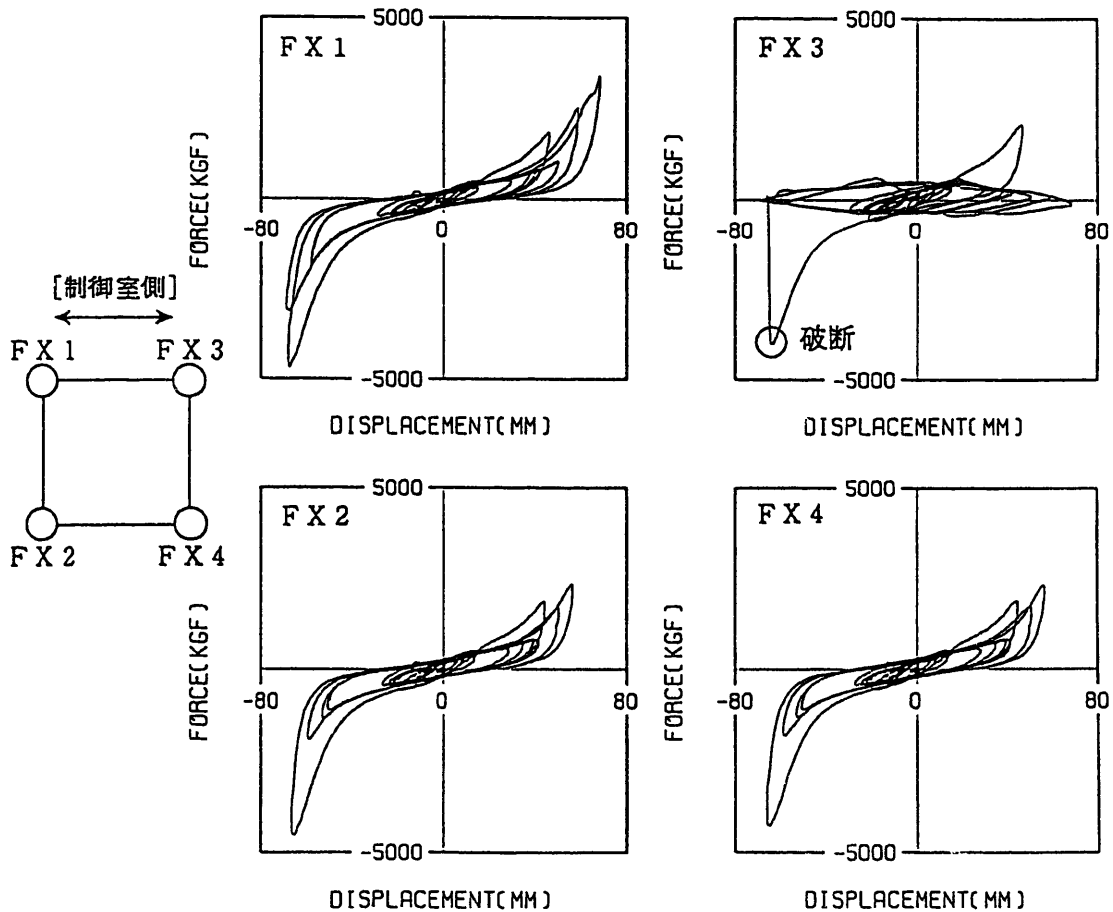 [制御室側]
FX1
FX3
FX2
FX4
5000
FX1
FORCE(KGF)
-80
0
80
-5000
DISPLACEMENT(MM)
5000
FX3
FORCE(KGF)
-80
0
80
破断
-5000
DISPLACEMENT(MM)
5000
FX2
FORCE(KGF)
-80
0
80
-5000
DISPLACEMENT(MM)
5000
FX4
FORCE(KGF)
-80
0
80
-5000
DISPLACEMENT(MM)